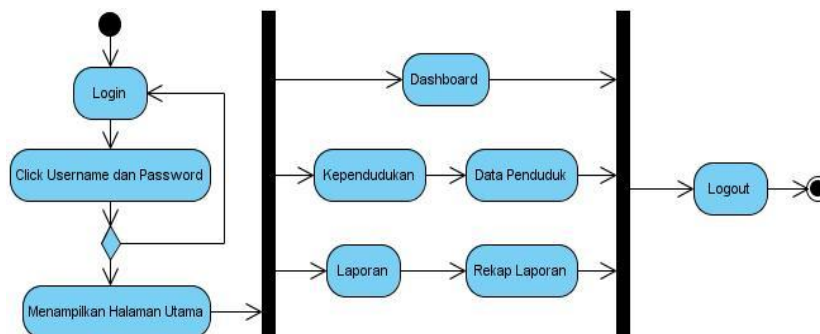 Login
Click Username dan Password
Menampilkan Halaman Utama
Dashboard
Kependudukan
Data Penduduk
Laporan
Rekap Laporan
Logout